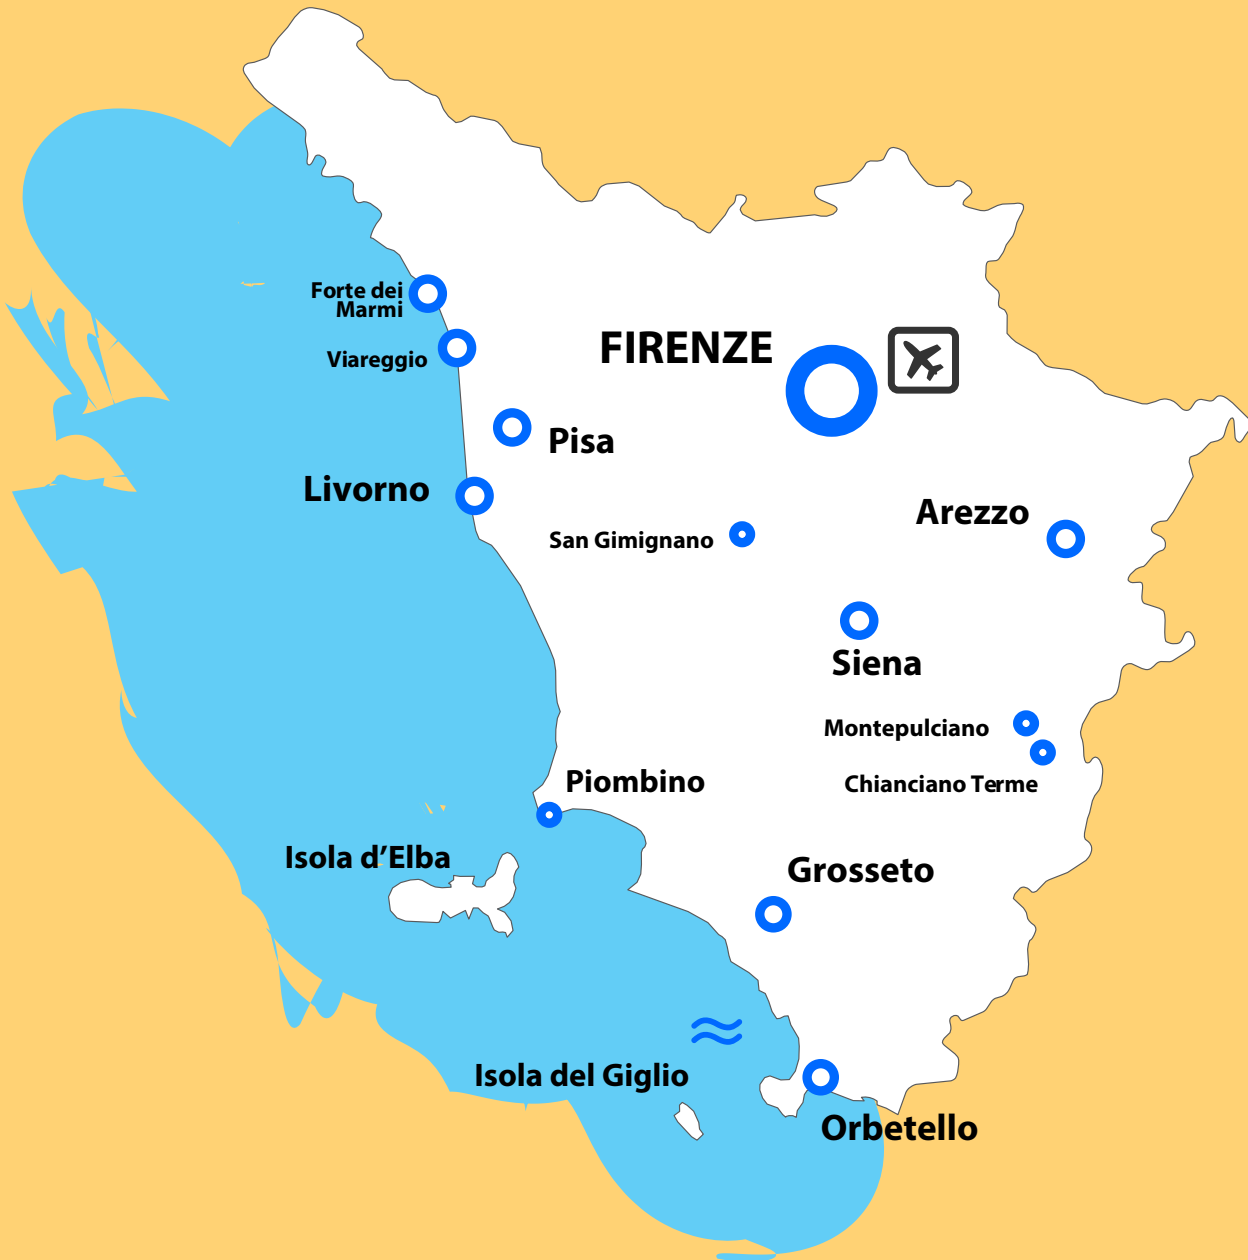 Forte dei
Marmi
FIRENZE
Viareggio
Pisa
Livorno
Arezzo
San Gimignano
Siena
Montepulciano
Piombino
Chianciano Terme
Isola d’Elba
Grosseto
Isola del Giglio
Orbetello